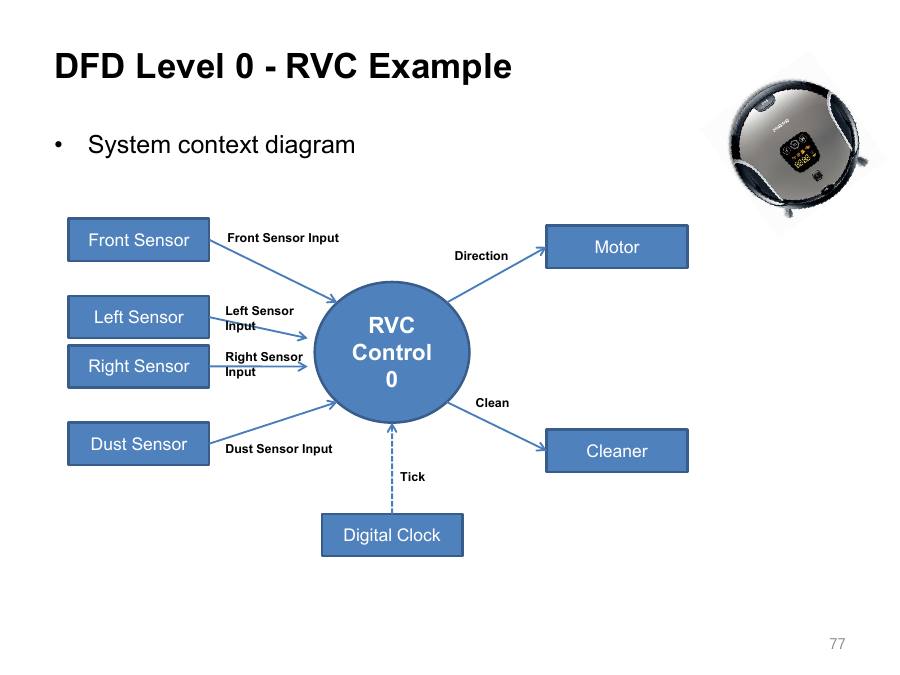 DFD Level 0 - RVC Example
• System context diagram
Front Sensor
Front Sensor Input
Direction
Motor
Left Sensor
Left Sensor
Input
Right Sensor
Right Sensor
Input
RVC
Control
0
Dust Sensor
Dust Sensor Input
Clean
Cleaner
Tick
Digital Clock
77